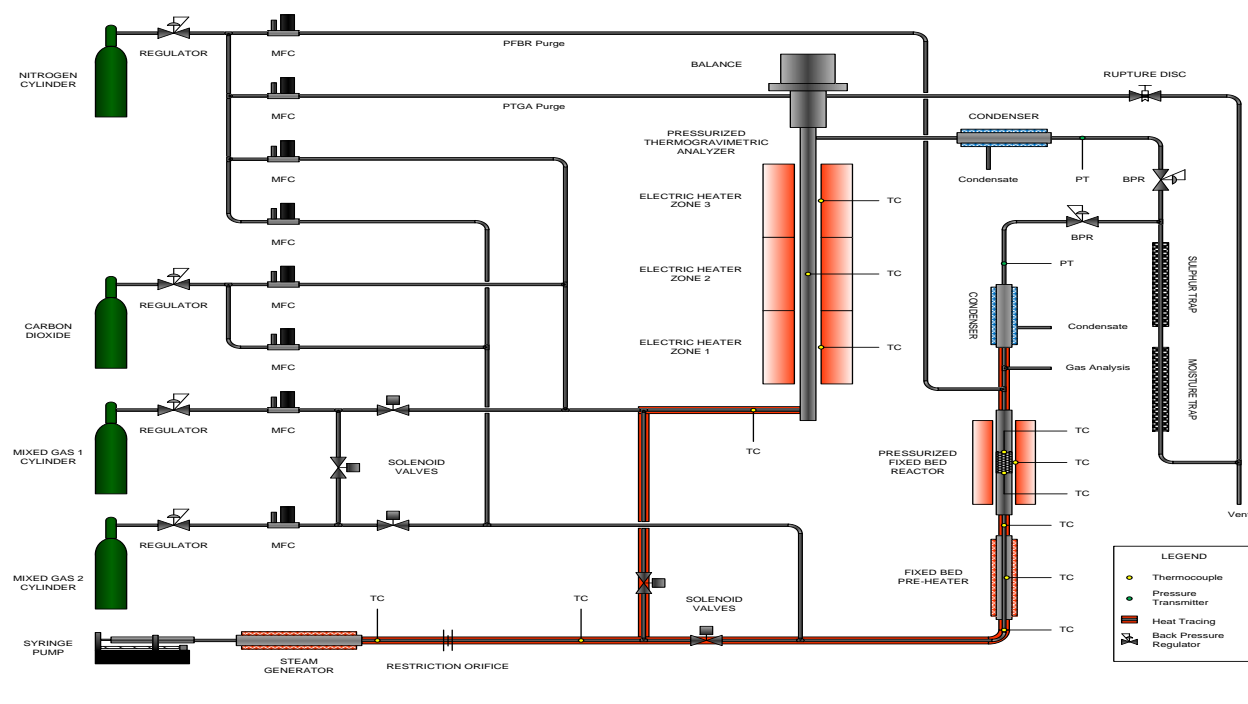 NITROGEN
CYLINDER
REGULATOR
MFC
PFBR Purge
MFC
PTGA Purge
MFC
MFC
BALANCE
RUPTURE DISC
CONDENSER
PRESSURIZED
THERMOGRAVIMETRIC
ANALYZER
Condensate
PT
BPR
ELECTRIC HEATER
ZONE 3
TC
BPR
PT
ELECTRIC HEATER
ZONE 2
TC
SULPHUR TRAP
CARBON
DIOXIDE
REGULATOR
MFC
MFC
CONDENSER
Condensate
ELECTRIC HEATER
ZONE 1
TC
Gas Analysis
MOISTURE TRAP
MIXED GAS 1
CYLINDER
REGULATOR
MFC
SOLENOID
VALVES
TC
PRESSURIZED
FIXED BED
REACTOR
TC
TC
TC
Vent
MIXED GAS 2
CYLINDER
REGULATOR
MFC
TC
FIXED BED
PRE-HEATER
TC
TC
SOLENOID
VALVES
TC
TC
SYRINGE
PUMP
STEAM
GENERATOR
RESTRICTION ORIFICE
LEGEND
Thermocouple
Pressure
Transmitter
Heat Tracing
Back Pressure
Regulator